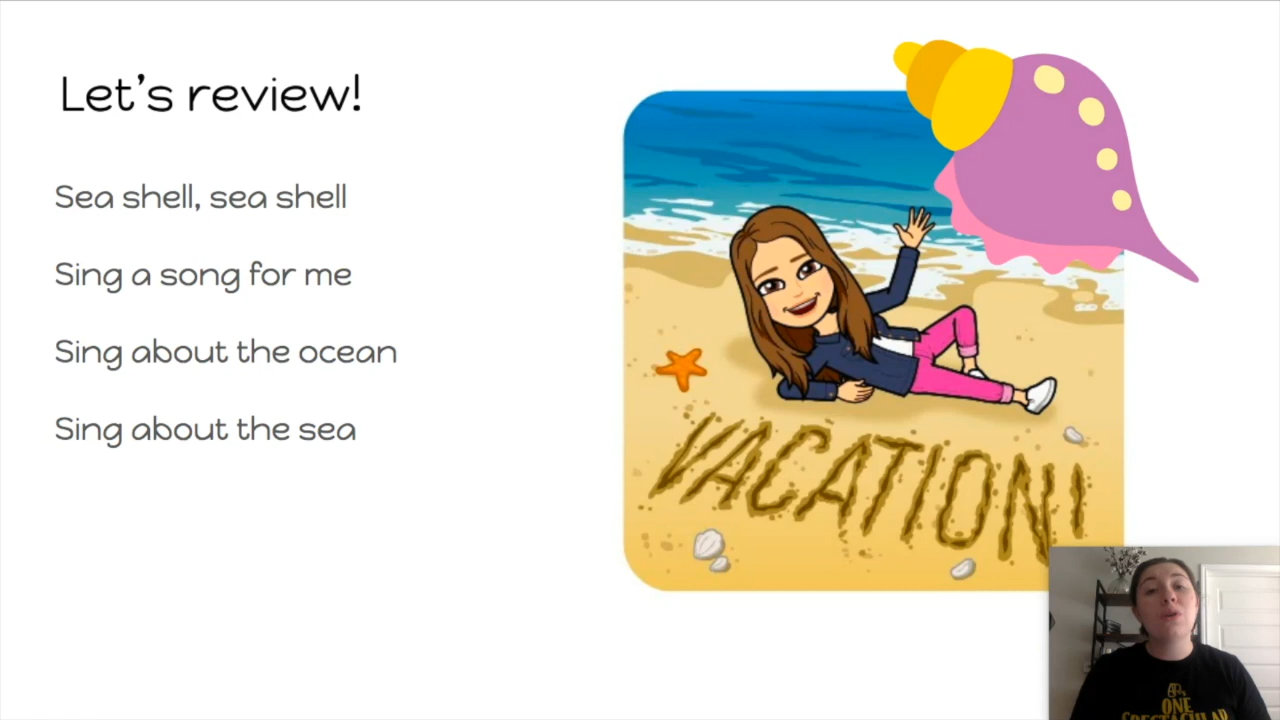 Let's review!
Sea shell, sea shell
Sing a song for me
Sing about the ocean
Sing about the sea
VACATION!
ONE